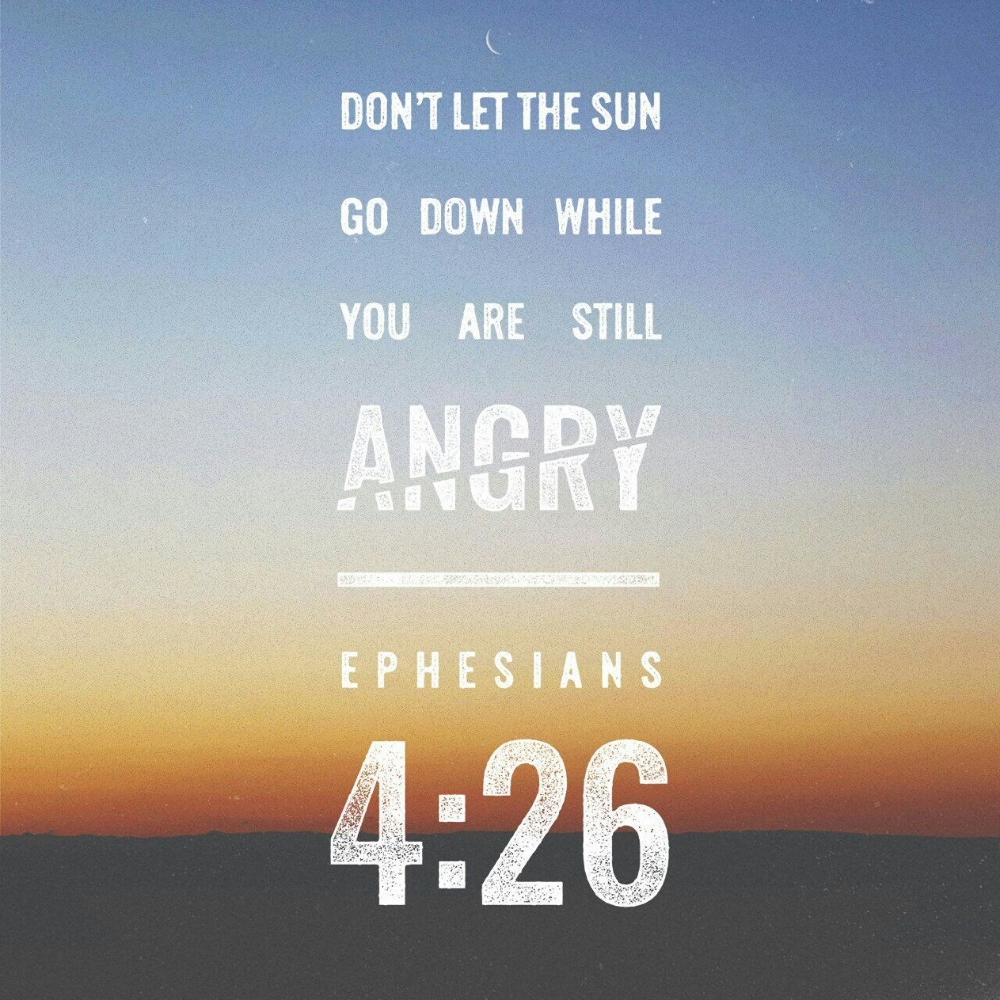 DON'T LET THE SUN
GO DOWN WHILE
YOU ARE STILL
ANGRY
EPHESIANS
4:26